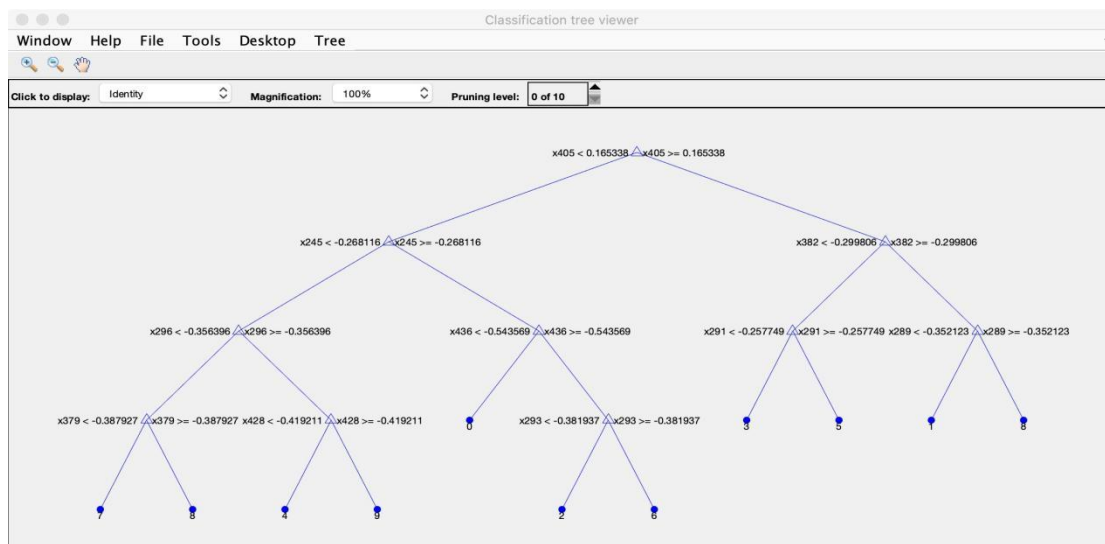 Classification tree viewer
Window Help File Tools Desktop Tree
Click to display: Identity Magnification: 100% Pruning level: 0 of 10
x405 < 0.165338 x405 >= 0.165338
x245 < -0.268116 x245 >= -0.268116 x382 < -0.299806 x382 >= -0.299806
x296 < -0.356396 x296 >= -0.356396 x436 < -0.543569 x436 >= -0.543569 x291 < -0.257749 x291 >= -0.257749 x289 < -0.352123 x289 >= -0.352123
x379 < -0.387927 x379 >= -0.387927 x428 < -0.419211 x428 >= -0.419211 0 x293 < -0.381937 x293 >= -0.381937 3 5 1 8
7 8 4 9 2 6